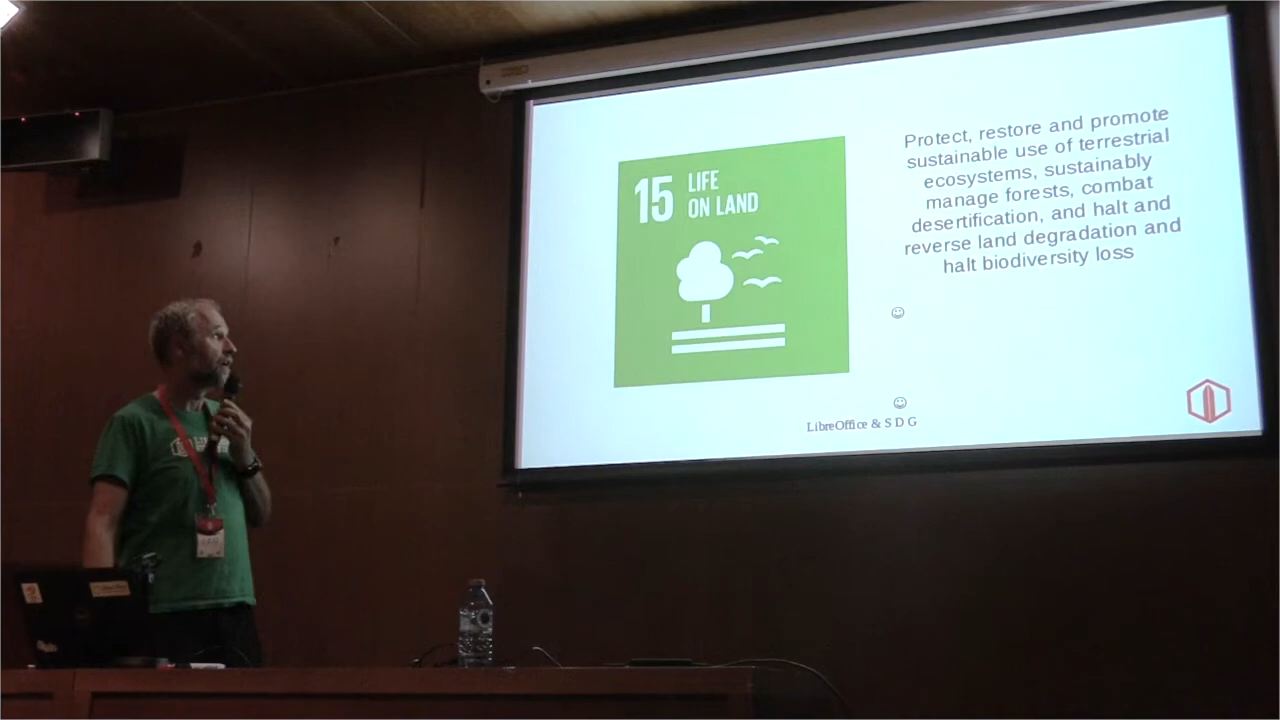 15 LIFE
ON LAND
Protect, restore and promote
sustainable use of terrestrial
ecosystems, sustainably
manage forests, combat
desertification, and halt and
reverse land degradation and
halt biodiversity loss
LibreOffice & S D G